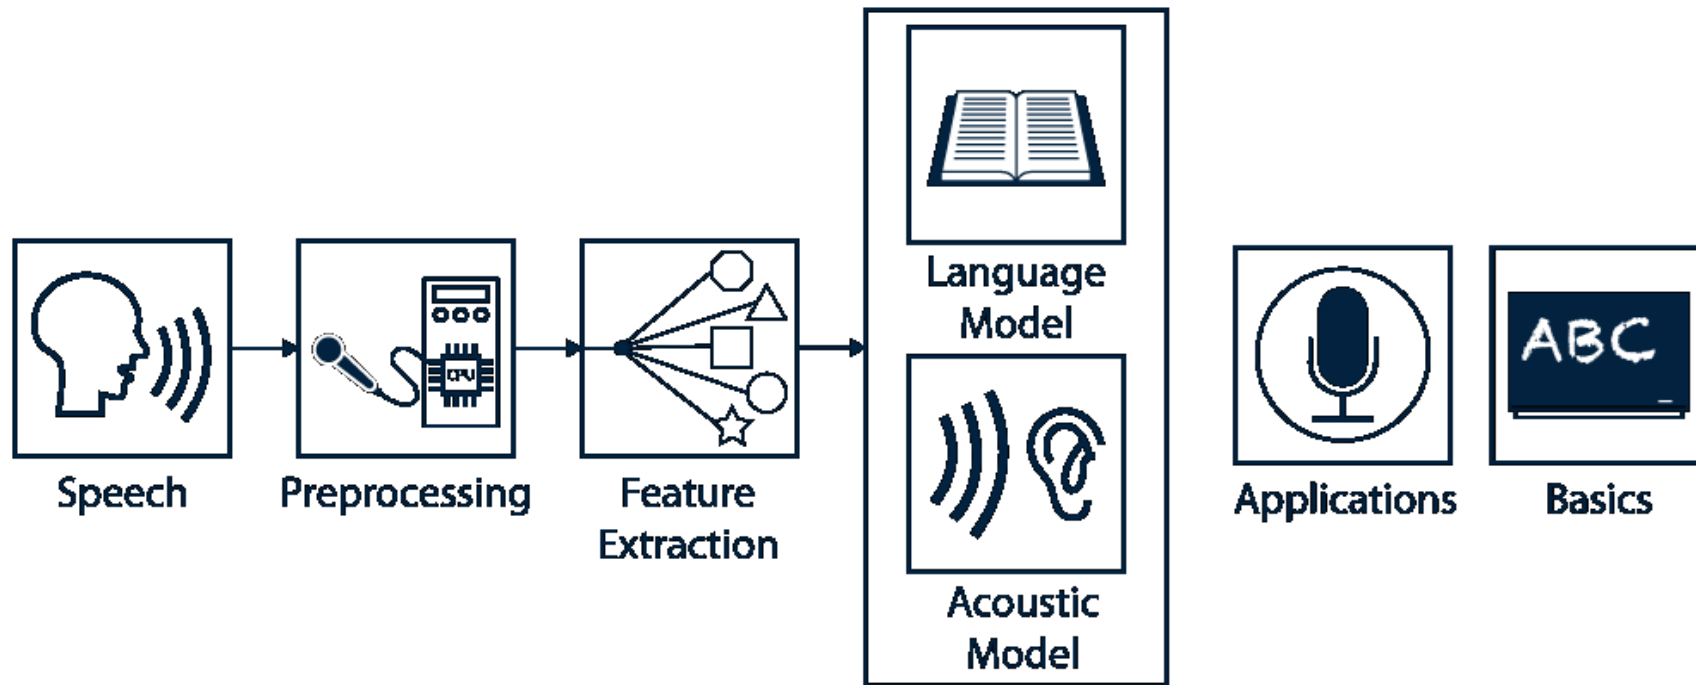 Speech
CPU
Preprocessing
Feature
Extraction
Language
Model
Acoustic
Model
Applications
ABC
Basics